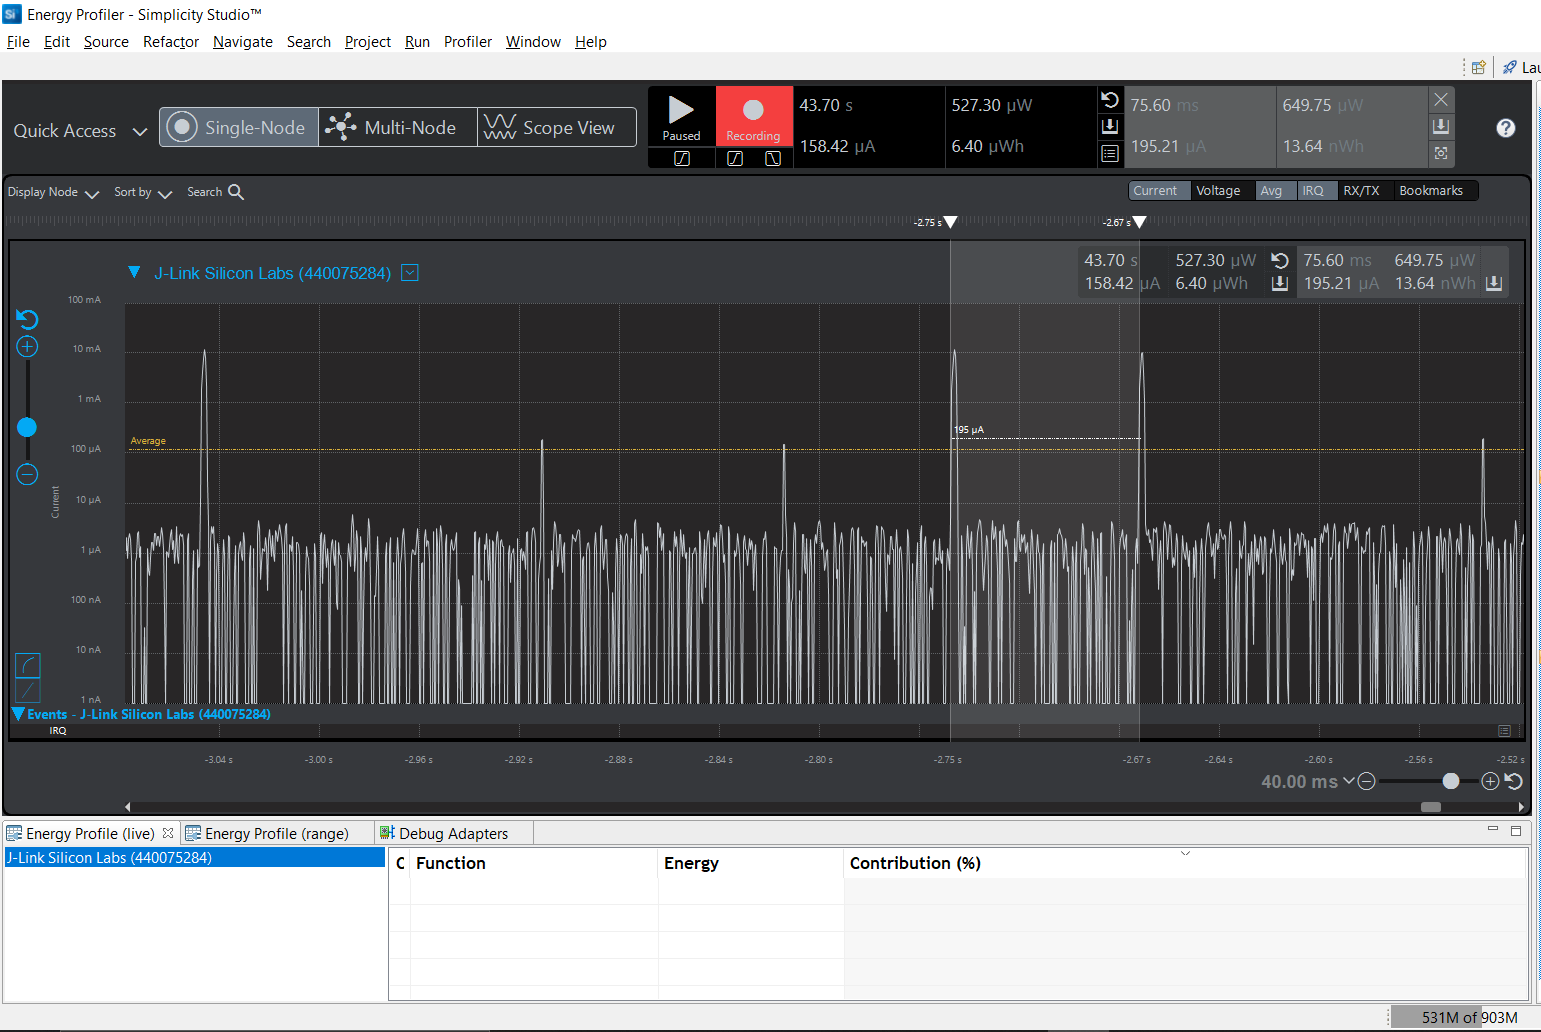 Energy Profiler - Simplicity Studio™
File Edit Source Refactor Navigate Search Project Run Profiler Window Help
Lau
Quick Access
Single-Node
Multi-Node
Scope View
Paused
Recording
43.70 s
158.42 µA
527.30 µW
6.40 µWh
75.60 ms
195.21 µA
649.75 µW
13.64 nWh
Display Node
Sort by
Search
Current Voltage Avg IRQ RX/TX Bookmarks
-2.75 s
-2.67 s
J-Link Silicon Labs (440075284)
43.70 s 527.30 µW 75.60 ms 649.75 µW
158.42 µA 6.40 µWh 195.21 µA 13.64 nWh
100 mA
10 mA
1 mA
Average
195 µA
100 µA
10 µA
Current
1 µA
100 nA
10 nA
1 nA
Events - J-Link Silicon Labs (440075284)
IRQ
-3.04 s -3.00 s -2.96 s -2.92 s -2.88 s -2.84 s -2.80 s -2.75 s -2.67 s -2.64 s -2.60 s -2.56 s -2.52 s
40.00 ms
Energy Profile (live)
Energy Profile (range)
Debug Adapters
J-Link Silicon Labs (440075284)
C Function Energy Contribution (%)
531M of 903M